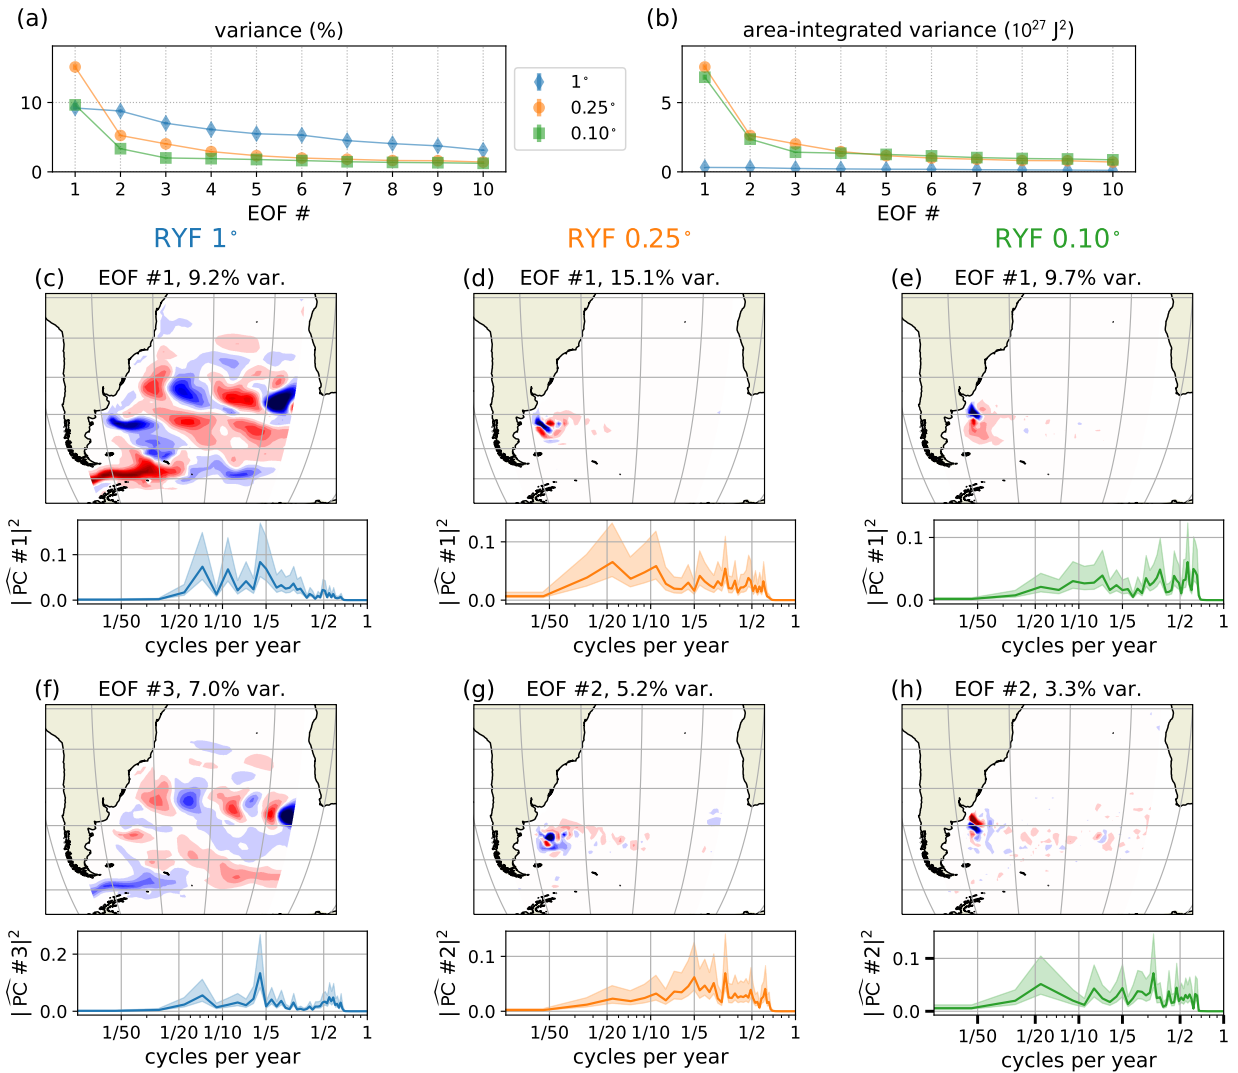 (a)
variance (%)
10
0
1 2 3 4 5 6 7 8 9 10
EOF #
1°
0.25°
0.10°
(b)
area-integrated variance (10²⁷ J²)
5
0
1 2 3 4 5 6 7 8 9 10
EOF #
RYF 1°
RYF 0.25°
RYF 0.10°
(c)
EOF #1, 9.2% var.
|P͡C #1|²
0.1
0.0
1/50 1/20 1/10 1/5 1/2 1
cycles per year
(d)
EOF #1, 15.1% var.
|P͡C #1|²
0.1
0.0
1/50 1/20 1/10 1/5 1/2 1
cycles per year
(e)
EOF #1, 9.7% var.
|P͡C #1|²
0.1
0.0
1/50 1/20 1/10 1/5 1/2 1
cycles per year
(f)
EOF #3, 7.0% var.
|P͡C #3|²
0.2
0.0
1/50 1/20 1/10 1/5 1/2 1
cycles per year
(g)
EOF #2, 5.2% var.
|P͡C #2|²
0.1
0.0
1/50 1/20 1/10 1/5 1/2 1
cycles per year
(h)
EOF #2, 3.3% var.
|P͡C #2|²
0.1
0.0
1/50 1/20 1/10 1/5 1/2 1
cycles per year